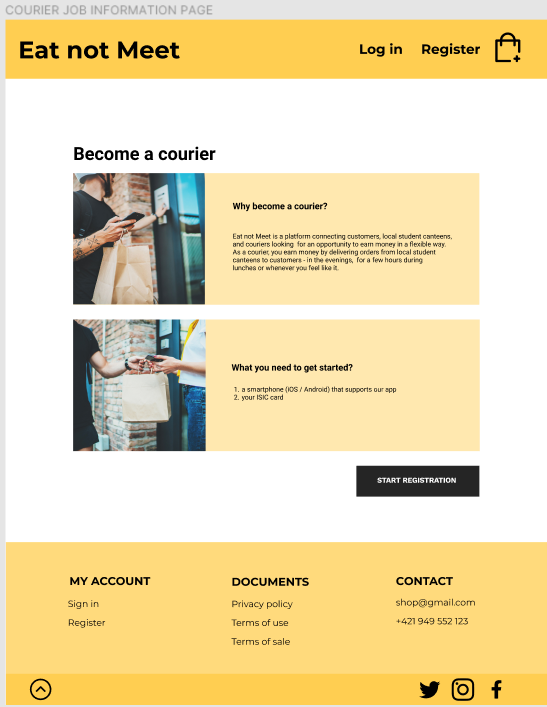 COURIER JOB INFORMATION PAGE
Eat not Meet
Log in Register
Become a courier
Why become a courier?
Eat not Meet is a platform connecting customers, local student canteens,
and couriers looking for an opportunity to earn money in a flexible way.
As a courier, you earn money by delivering orders from local student
canteens to customers - in the evenings, for a few hours during
lunches or whenever you feel like it.
What you need to get started?
1. a smartphone (iOS / Android) that supports our app
2. your ISIC card
START REGISTRATION
MY ACCOUNT
Sign in
Register
DOCUMENTS
Privacy policy
Terms of use
Terms of sale
CONTACT
shop@gmail.com
+421 949 552 123